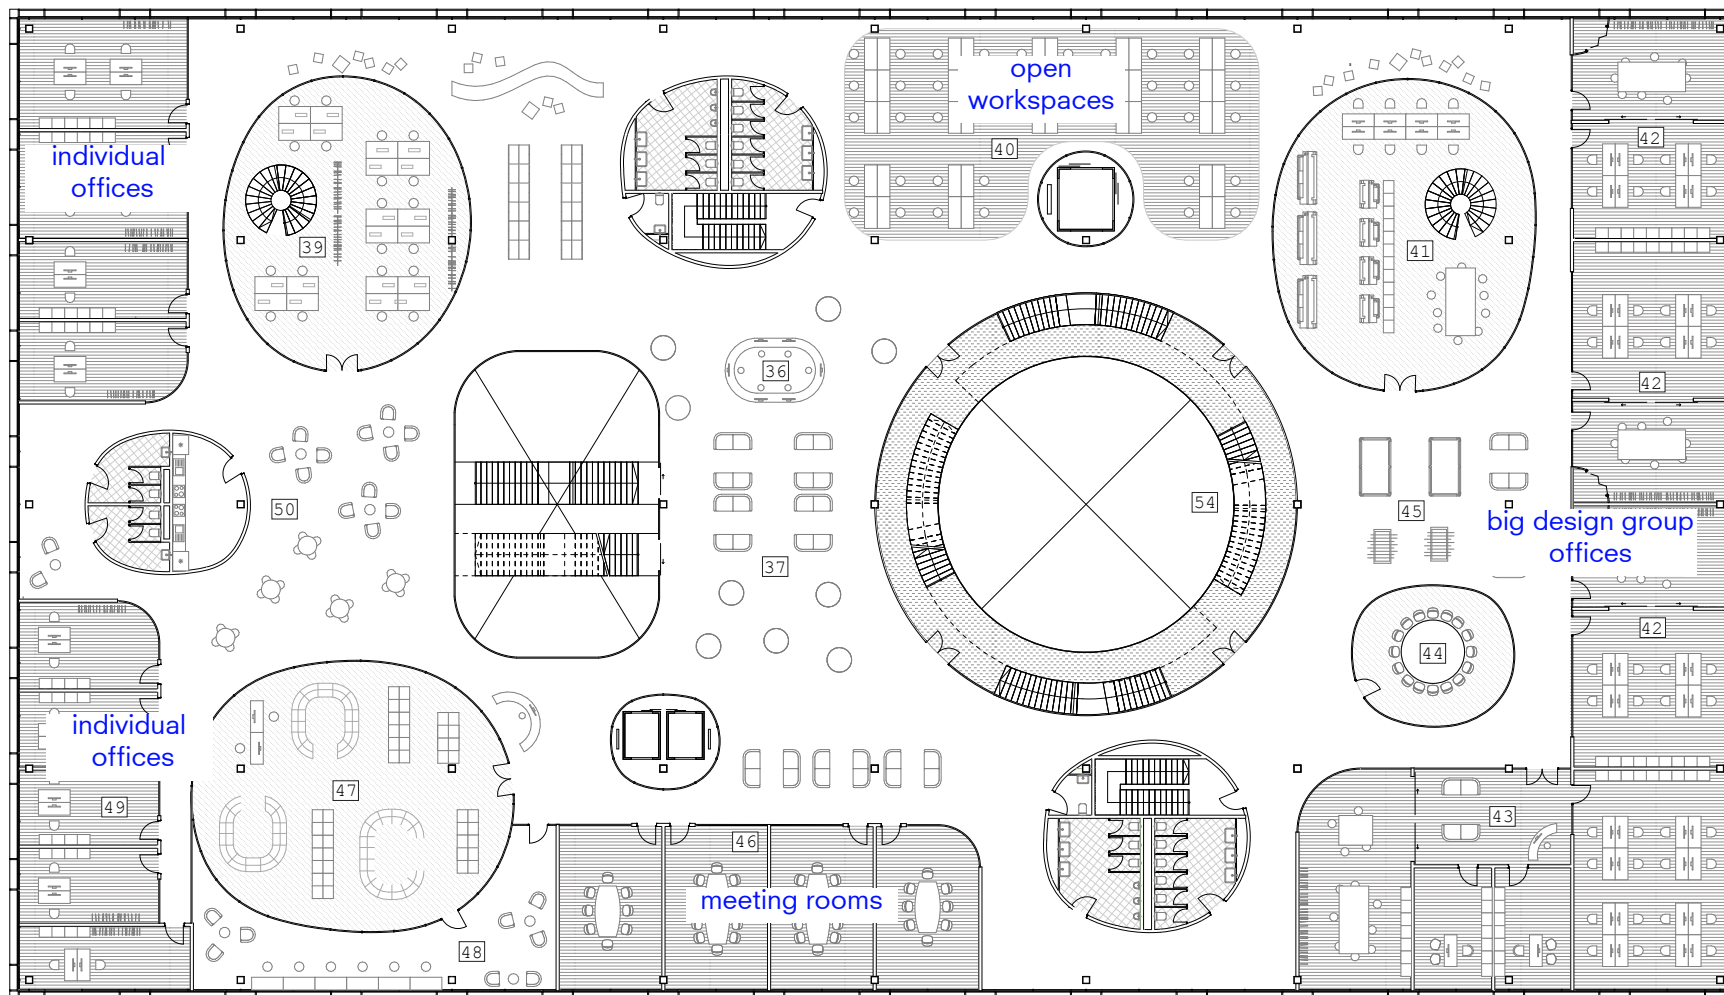 open
workspaces
individual
offices
40
42
39
41
36
42
50
54
45
big design group
offices
37
42
44
individual
offices
47
49
43
46
meeting rooms
48